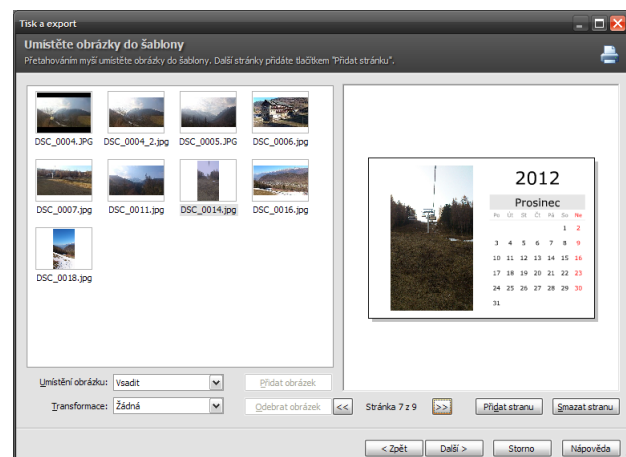 Tisk a export
Umístěte obrázky do šablony
Přetahováním myší umístěte obrázky do šablony. Další stránky přidáte tlačítkem "Přidat stránku".
DSC_0004.JPG DSC_0004_2.jpg DSC_0005.JPG DSC_0006.jpg
DSC_0007.jpg DSC_0011.jpg DSC_0014.jpg DSC_0016.jpg
DSC_0018.jpg
2012
Prosinec
Po Út St Čt Pá So Ne
1 2
3 4 5 6 7 8 9
10 11 12 13 14 15 16
17 18 19 20 21 22 23
24 25 26 27 28 29 30
31
Umístění obrázku: Vsadit Přidat obrázek
Transformace: Žádná Odebrat obrázek << Stránka 7 z 9 >> Přidat stranu Smazat stranu
< Zpět Další > Storno Nápověda